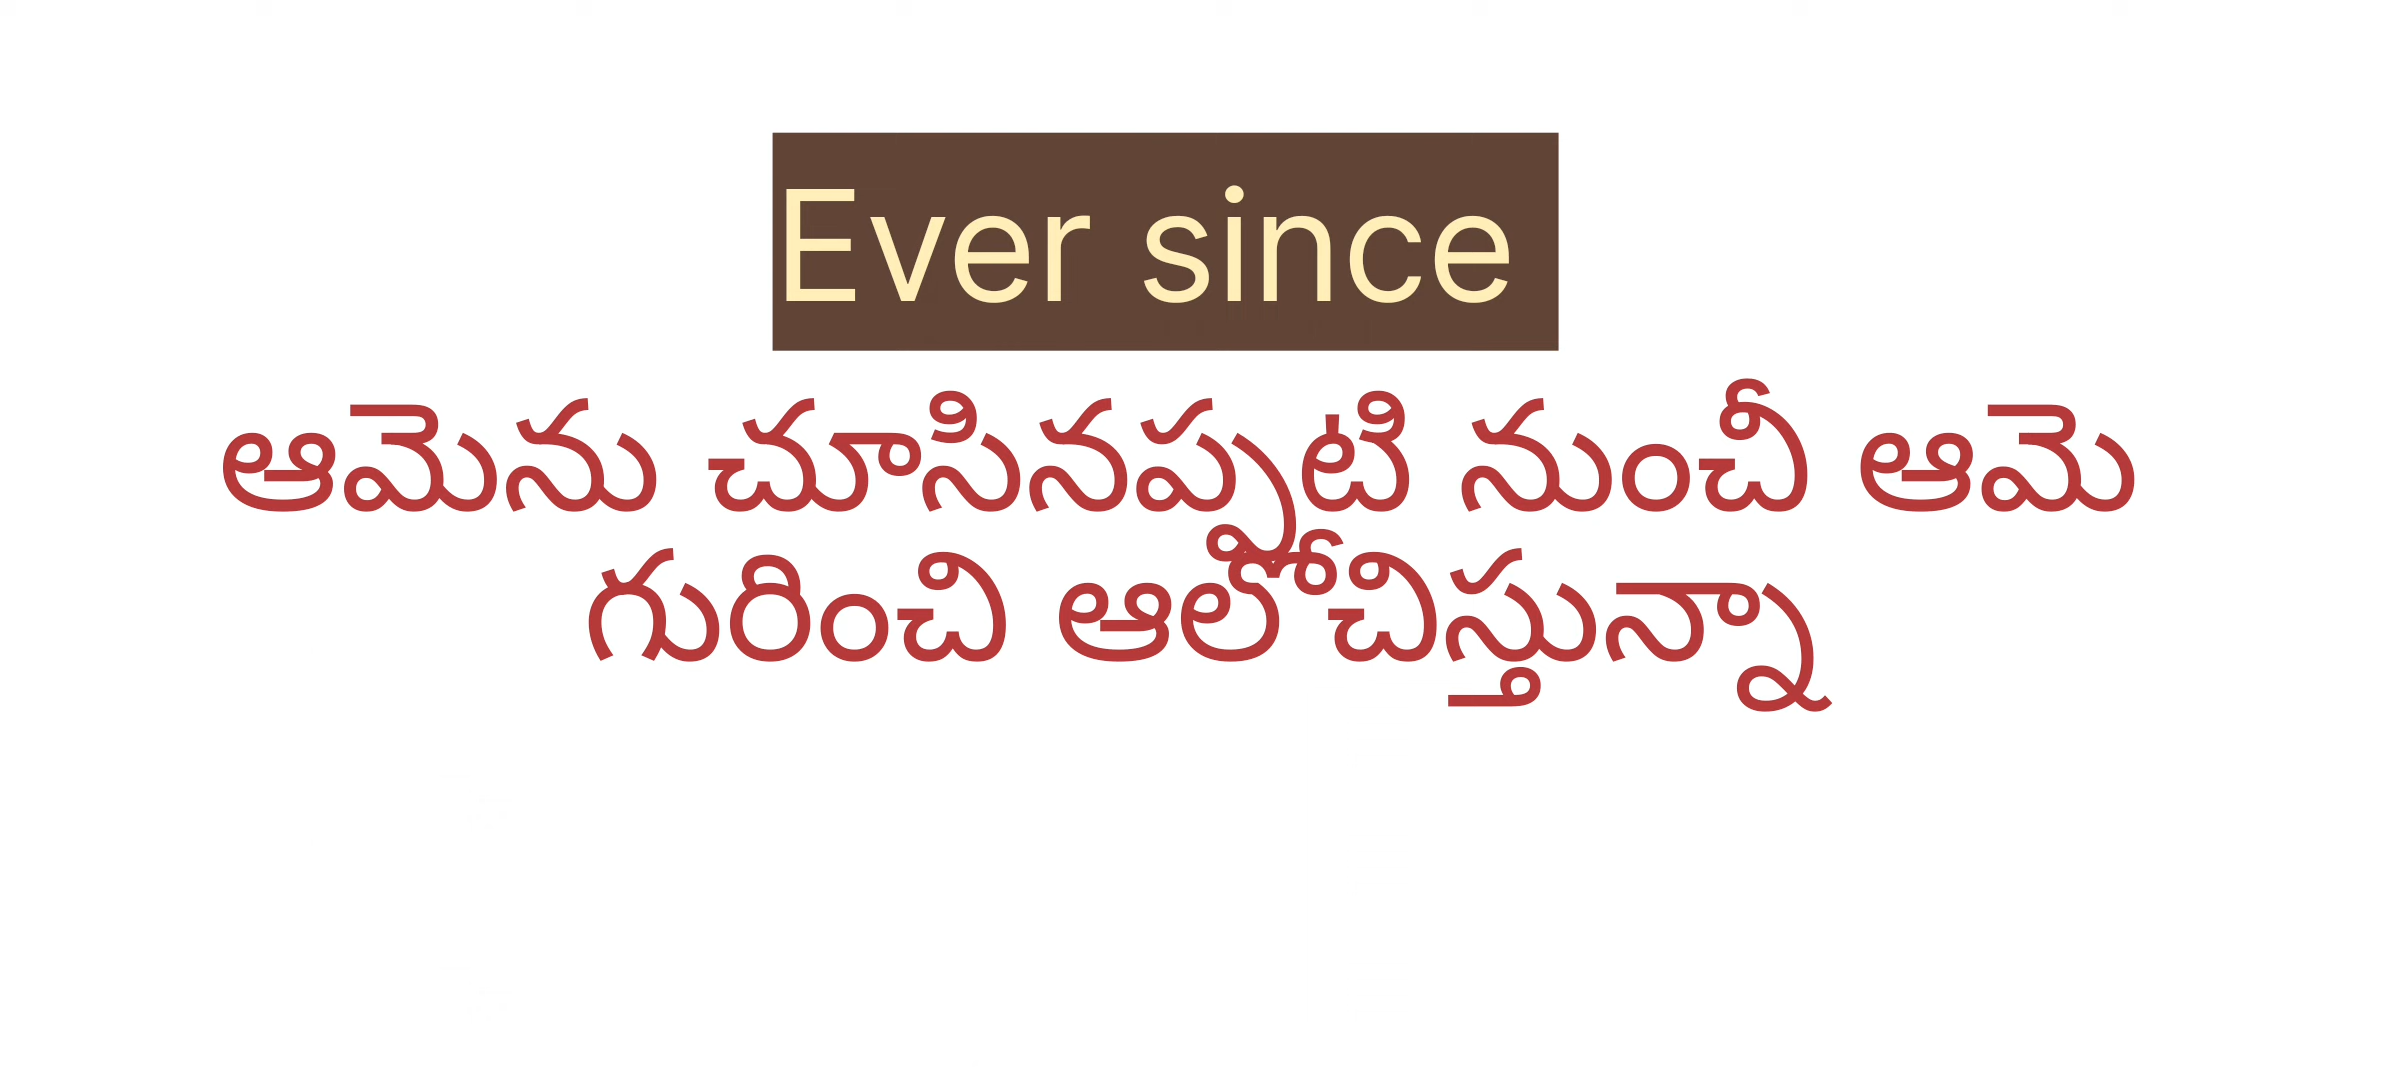 Ever since
ఆమెను చూసినప్పటి నుంచీ ఆమె
గురించి ఆలోచిస్తున్నా